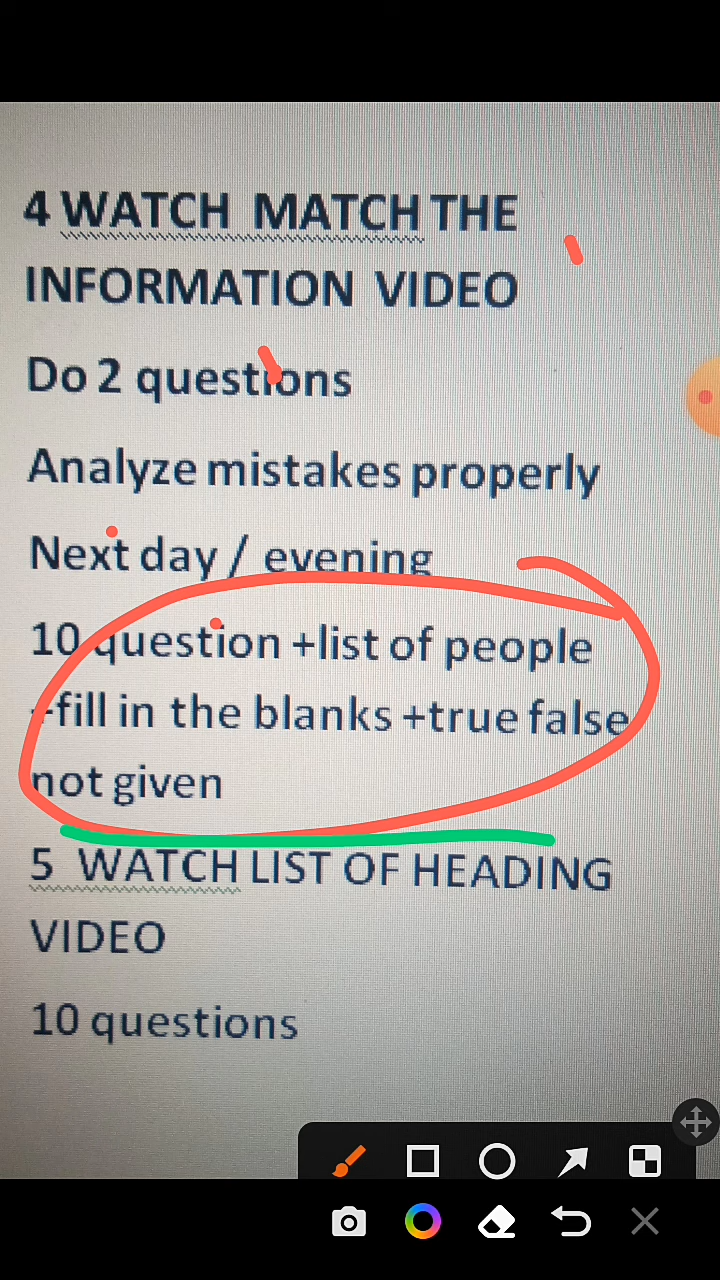 4 WATCH MATCH THE
INFORMATION VIDEO
Do 2 questions
Analyze mistakes properly
Next day / evening
10 question +list of people
+fill in the blanks +true false
not given
5 WATCH LIST OF HEADING
VIDEO
10 questions